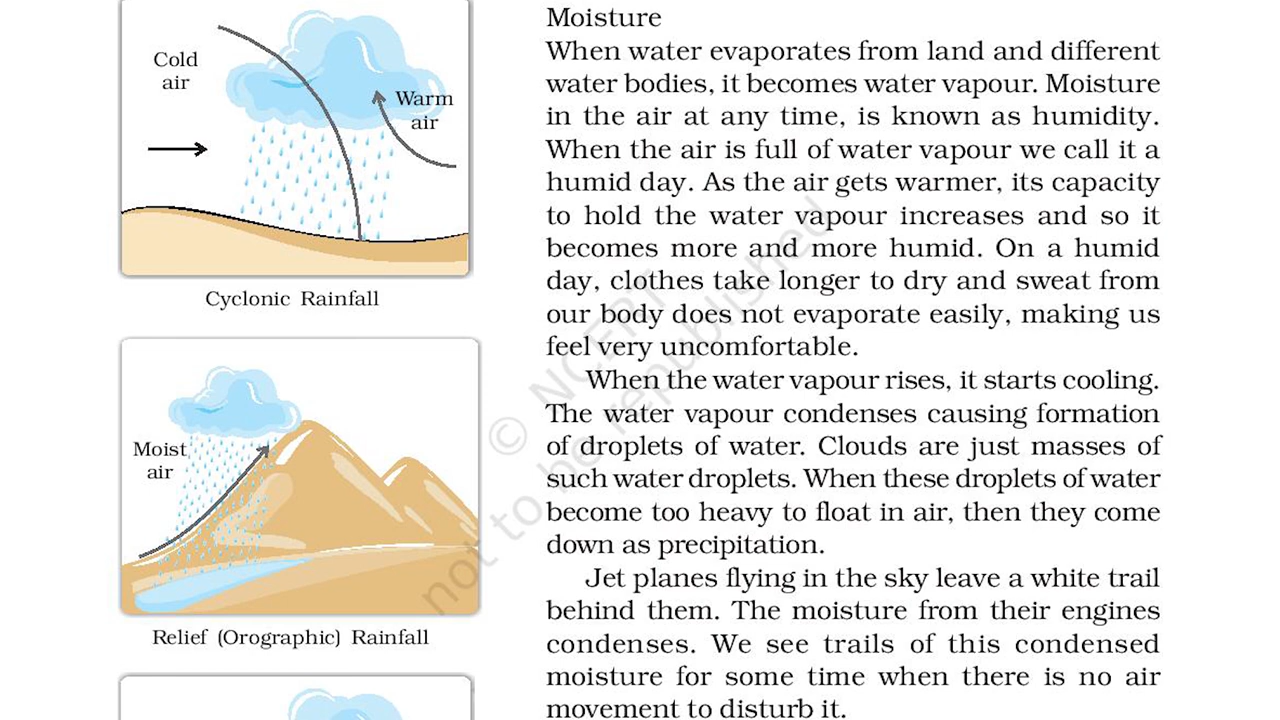 Cold
air
Warm
air
Cyclonic Rainfall
Moist
air
Relief (Orographic) Rainfall
Moisture
When water evaporates from land and different
water bodies, it becomes water vapour. Moisture
in the air at any time, is known as humidity.
When the air is full of water vapour we call it a
humid day. As the air gets warmer, its capacity
to hold the water vapour increases and so it
becomes more and more humid. On a humid
day, clothes take longer to dry and sweat from
our body does not evaporate easily, making us
feel very uncomfortable.
When the water vapour rises, it starts cooling.
The water vapour condenses causing formation
of droplets of water. Clouds are just masses of
such water droplets. When these droplets of water
become too heavy to float in air, then they come
down as precipitation.
Jet planes flying in the sky leave a white trail
behind them. The moisture from their engines
condenses. We see trails of this condensed
moisture for some time when there is no air
movement to disturb it.
© NCERT
not to be republished